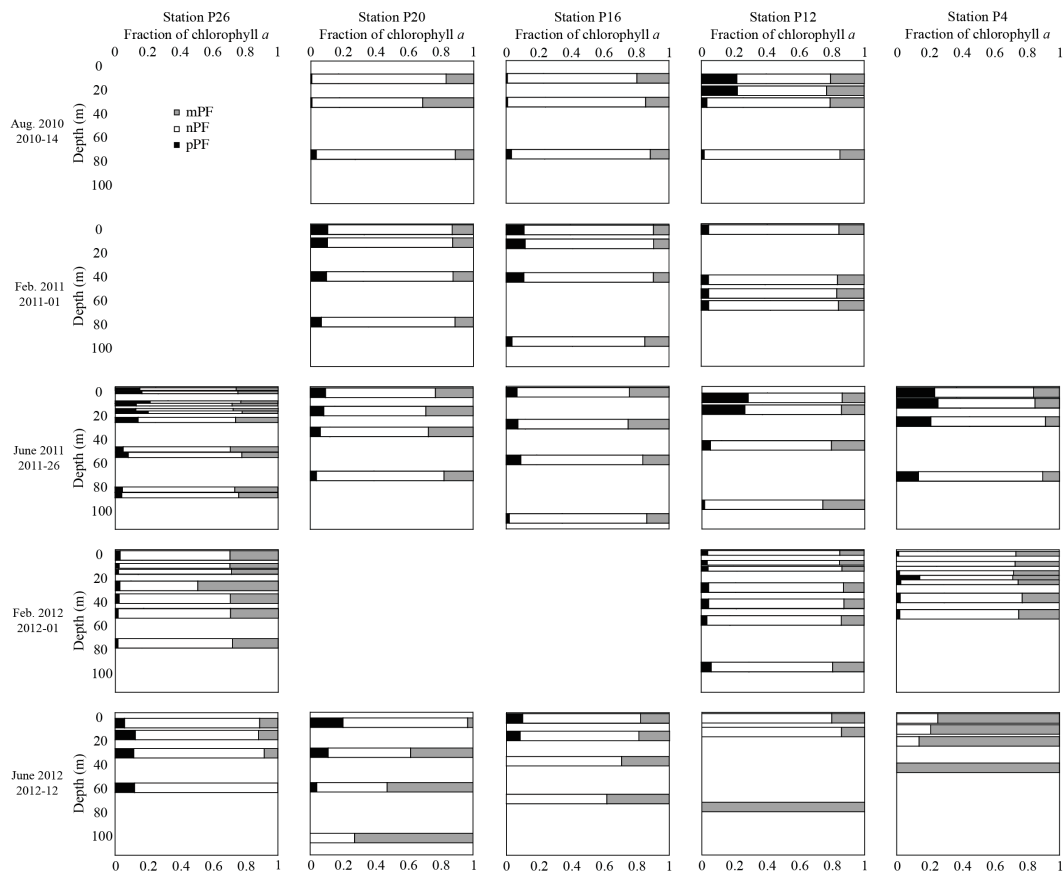 Station P26 Station P20 Station P16 Station P12 Station P4
Fraction of chlorophyll a Fraction of chlorophyll a Fraction of chlorophyll a Fraction of chlorophyll a Fraction of chlorophyll a
0 0.2 0.4 0.6 0.8 1 0 0.2 0.4 0.6 0.8 1 0 0.2 0.4 0.6 0.8 1 0 0.2 0.4 0.6 0.8 1 0 0.2 0.4 0.6 0.8 1
Aug. 2010
2010-14
Depth (m)
0
20
40
60
80
100
mPF
nPF
pPF
Feb. 2011
2011-01
Depth (m)
0
20
40
60
80
100
June 2011
2011-26
Depth (m)
0
20
40
60
80
100
Feb. 2012
2012-01
Depth (m)
0
20
40
60
80
100
June 2012
2012-12
Depth (m)
0
20
40
60
80
100
0 0.2 0.4 0.6 0.8 1 0 0.2 0.4 0.6 0.8 1 0 0.2 0.4 0.6 0.8 1 0 0.2 0.4 0.6 0.8 1 0 0.2 0.4 0.6 0.8 1